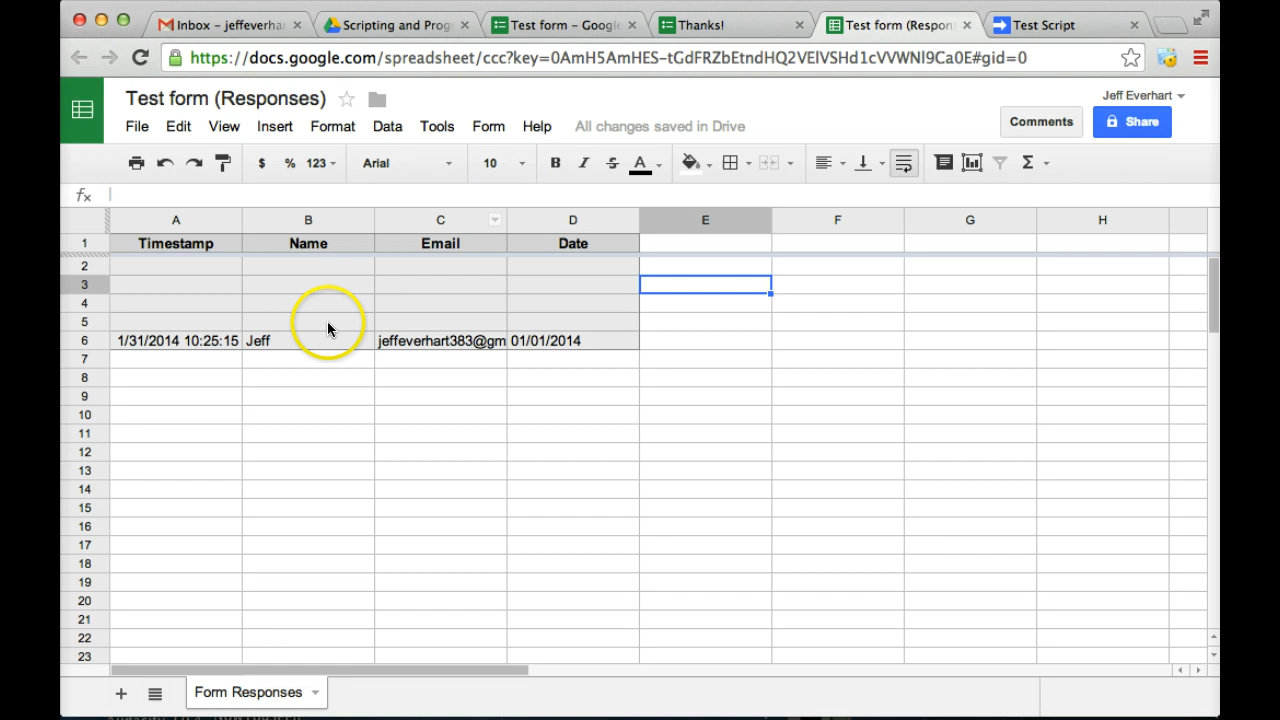 Inbox – jeffeverha
Scripting and Prog
Test form – Google
Thanks!
Test form (Respon
Test Script
https://docs.google.com/spreadsheet/ccc?key=0AmH5AmHES-tGdFRZbEtndHQ2VElVSHd1cVVWNl9Ca0E#gid=0
Test form (Responses)
Jeff Everhart
File Edit View Insert Format Data Tools Form Help All changes saved in Drive
Comments
Share
$ % 123 Arial 10 B I S A Σ
fx
A B C D E F G H
1 Timestamp Name Email Date
2
3
4
5
6 1/31/2014 10:25:15 Jeff jeffeverhart383@gm 01/01/2014
7
8
9
10
11
12
13
14
15
16
17
18
19
20
21
22
23
Form Responses